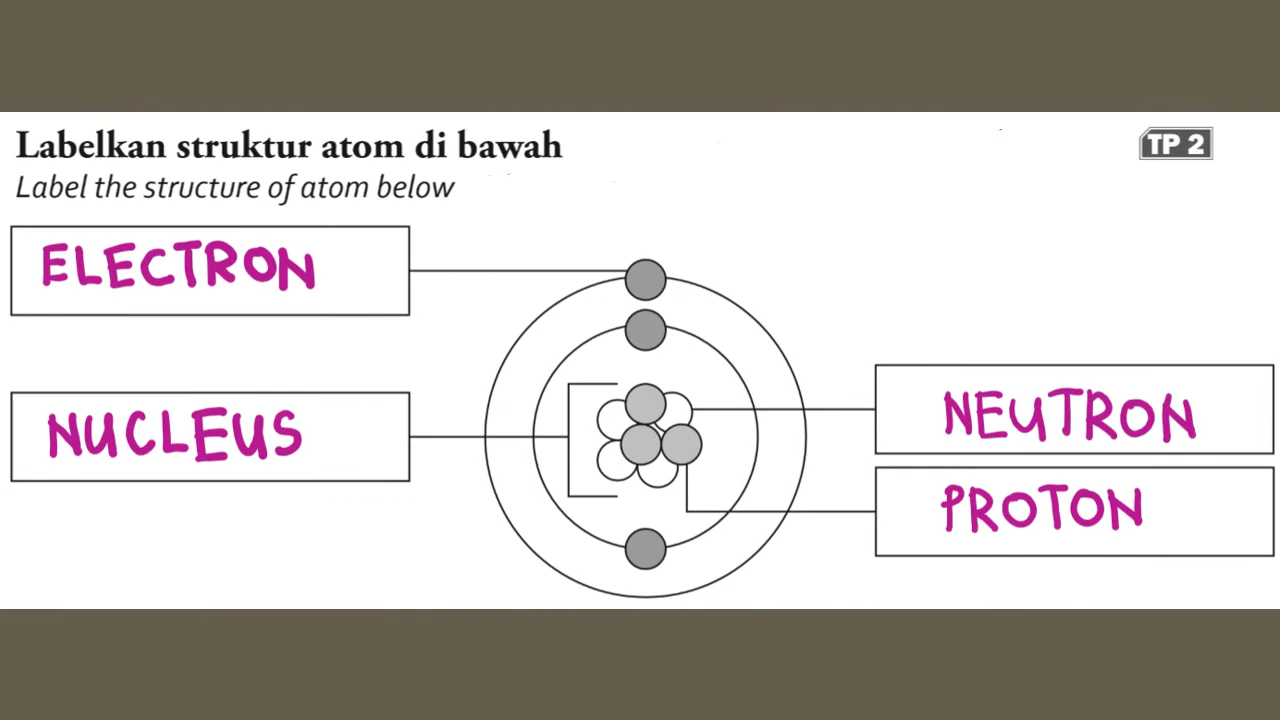 Labelkan struktur atom di bawah
TP 2
Label the structure of atom below
ELECTRON
NUCLEUS
NEUTRON
PROTON